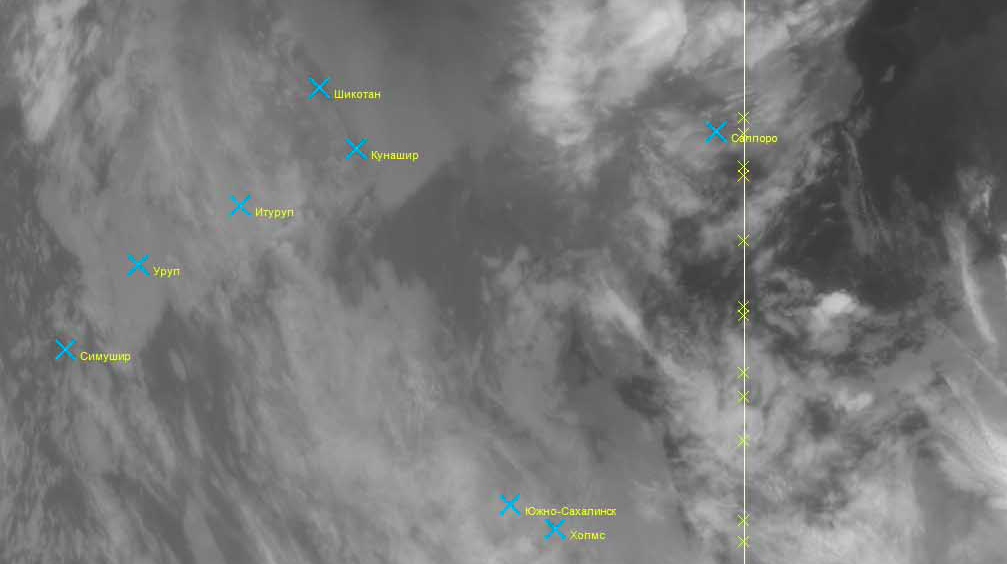 Шикотан
Саппоро
Кунашир
Итуруп
Уруп
Симушир
Южно-Сахалинск
Холмс